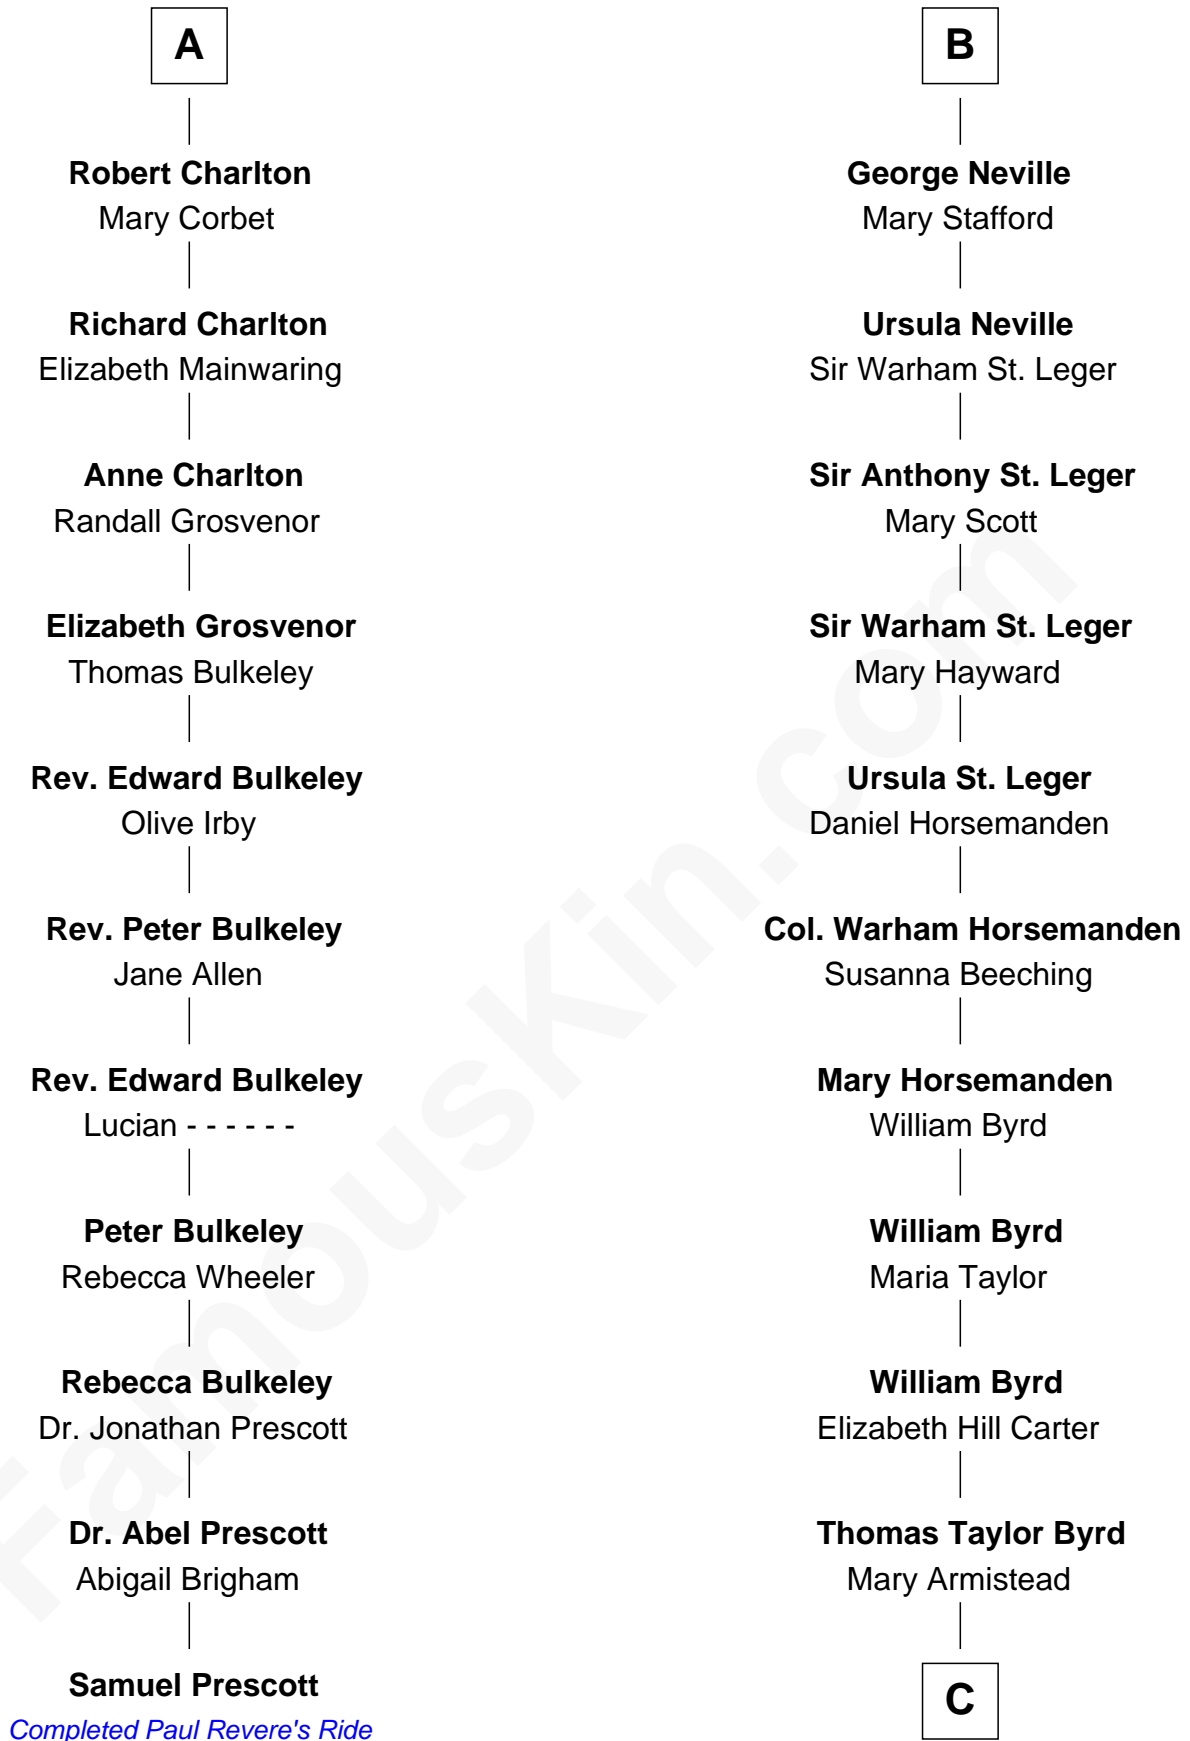 A
Robert Charlton
Mary Corbet
Richard Charlton
Elizabeth Mainwaring
Anne Charlton
Randall Grosvenor
Elizabeth Grosvenor
Thomas Bulkeley
Rev. Edward Bulkeley
Olive Irby
Rev. Peter Bulkeley
Jane Allen
Rev. Edward Bulkeley
Lucian - - - - - -
Peter Bulkeley
Rebecca Wheeler
Rebecca Bulkeley
Dr. Jonathan Prescott
Dr. Abel Prescott
Abigail Brigham
Samuel Prescott
Completed Paul Revere's Ride
B
George Neville
Mary Stafford
Ursula Neville
Sir Warham St. Leger
Sir Anthony St. Leger
Mary Scott
Sir Warham St. Leger
Mary Hayward
Ursula St. Leger
Daniel Horsemanden
Col. Warham Horsemanden
Susanna Beeching
Mary Horsemanden
William Byrd
William Byrd
Maria Taylor
William Byrd
Elizabeth Hill Carter
Thomas Taylor Byrd
Mary Armistead
C
FamousKin.com